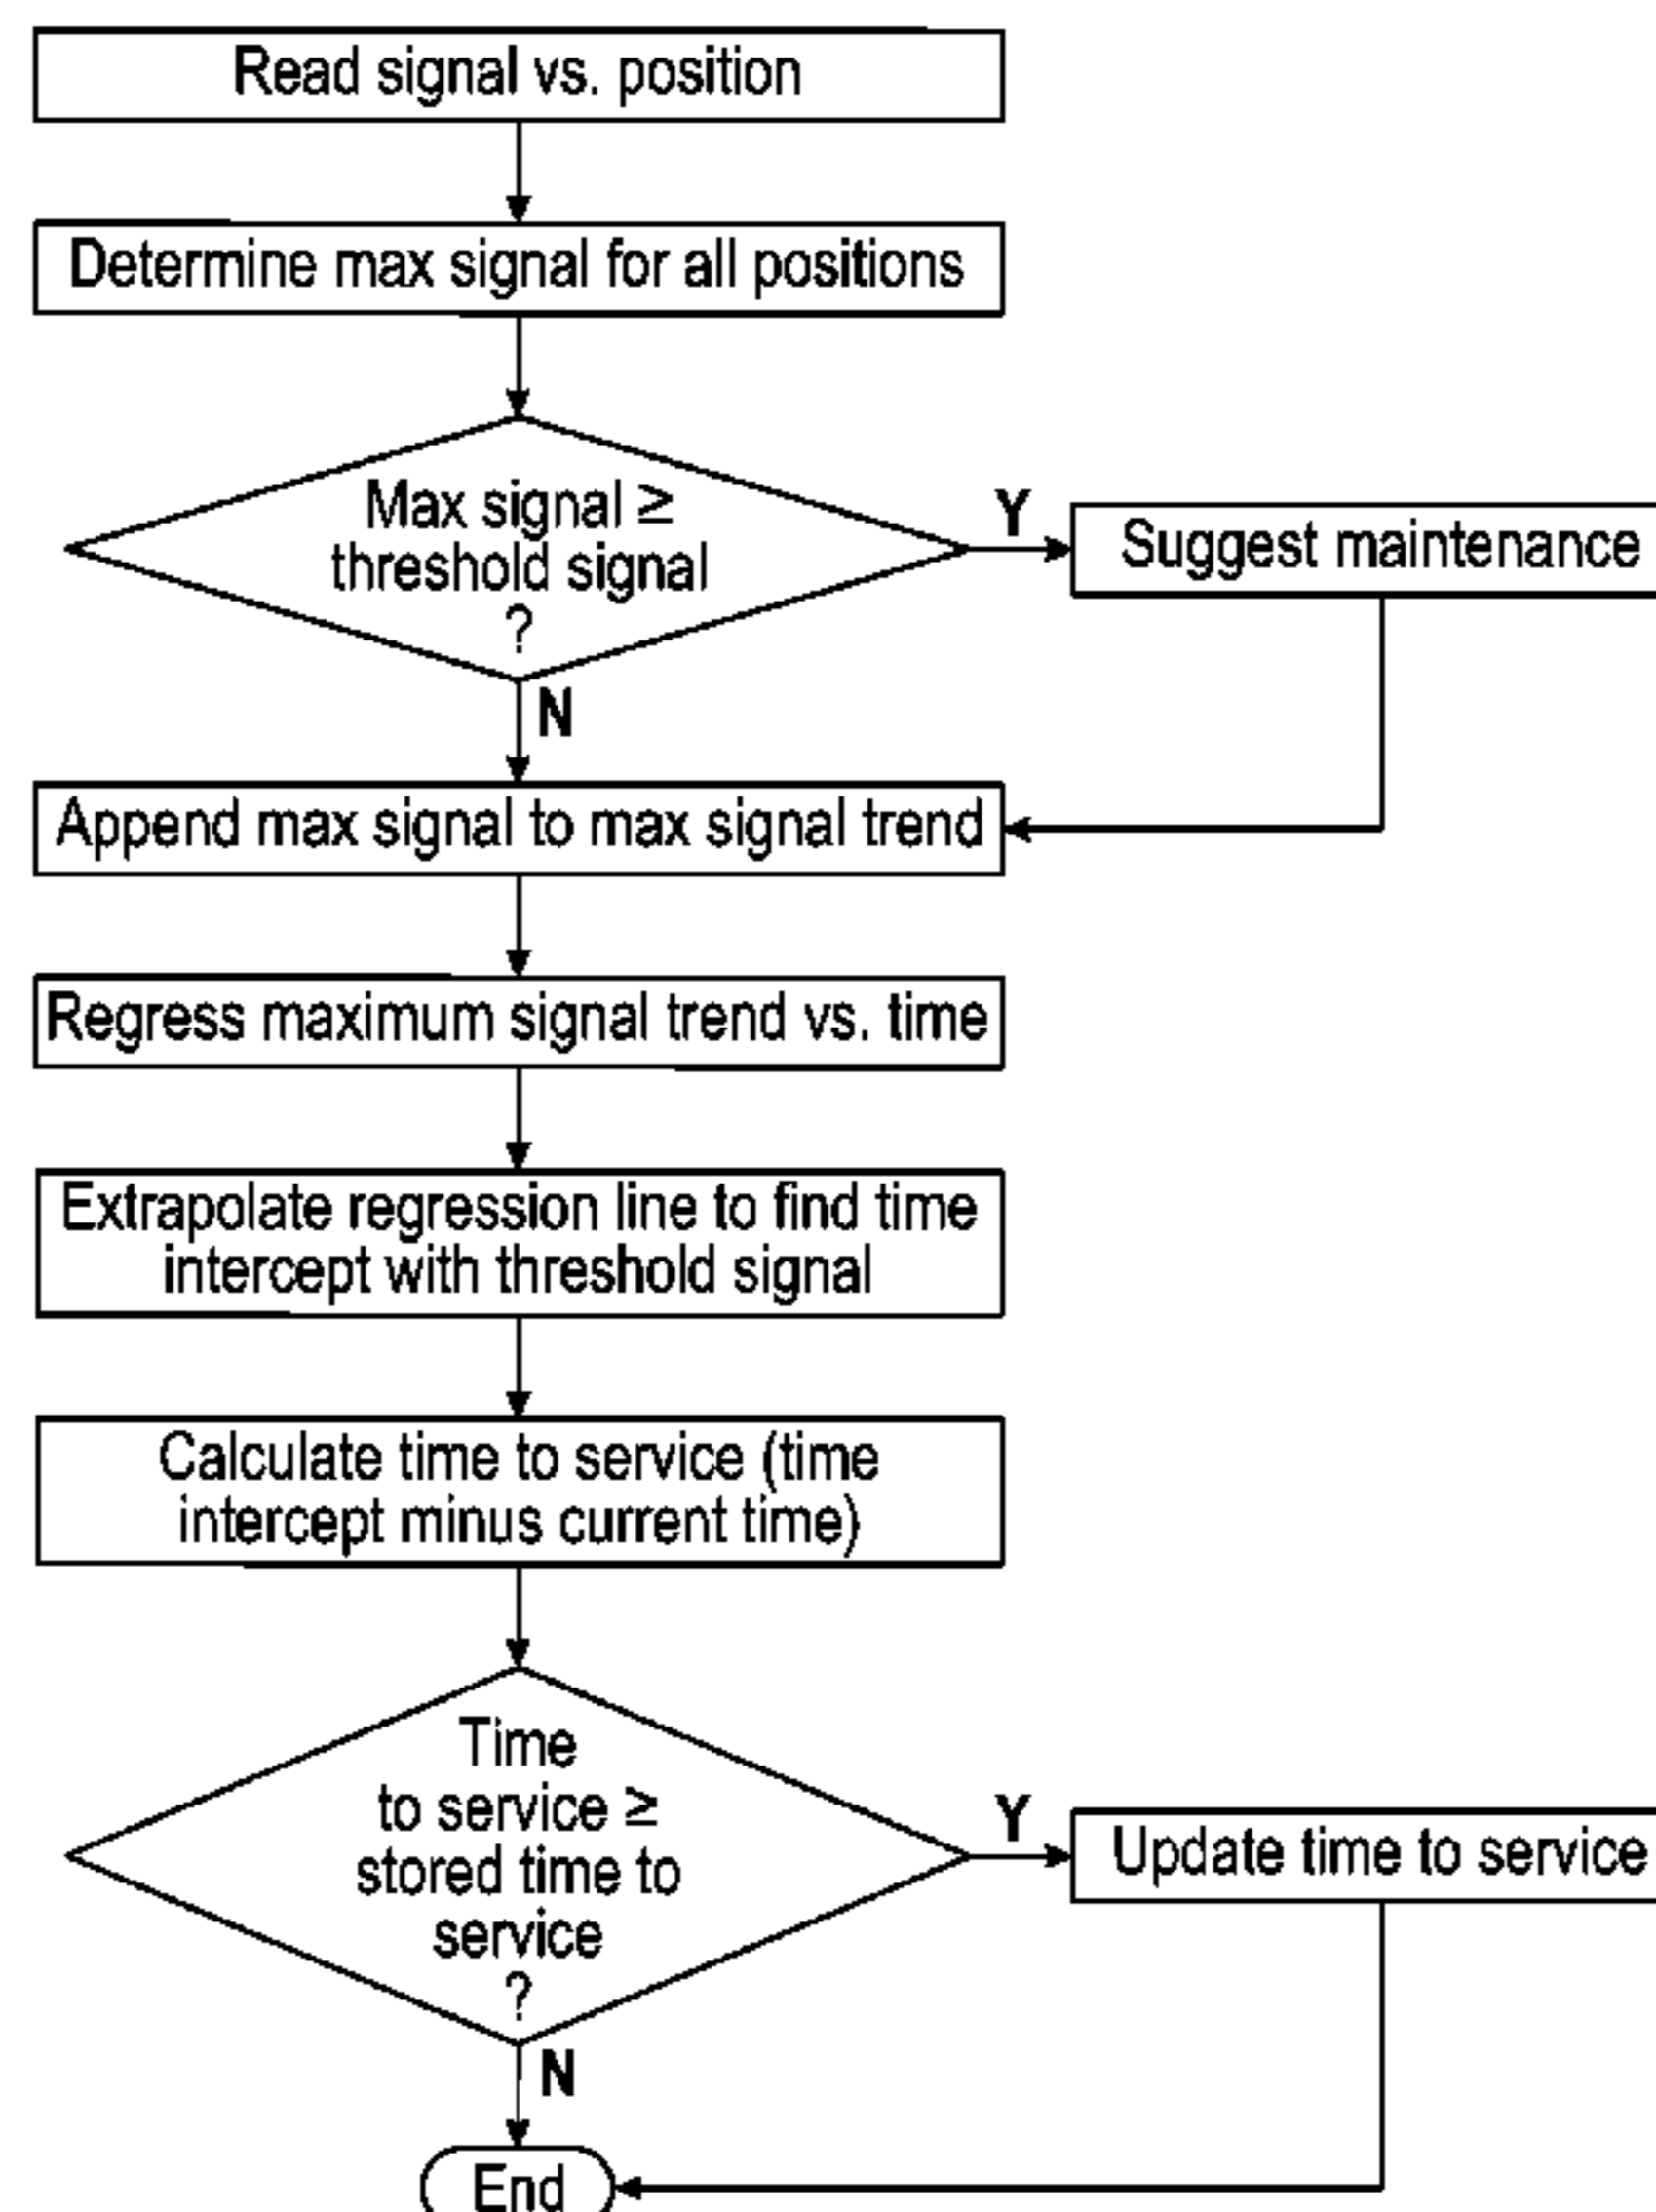 Read signal vs. position
Determine max signal for all positions
Max signal ≥
threshold signal
?
Y
Suggest maintenance
N
Append max signal to max signal trend
Regress maximum signal trend vs. time
Extrapolate regression line to find time
intercept with threshold signal
Calculate time to service (time
intercept minus current time)
Time
to service ≥
stored time to
service
?
Y
Update time to service
N
End